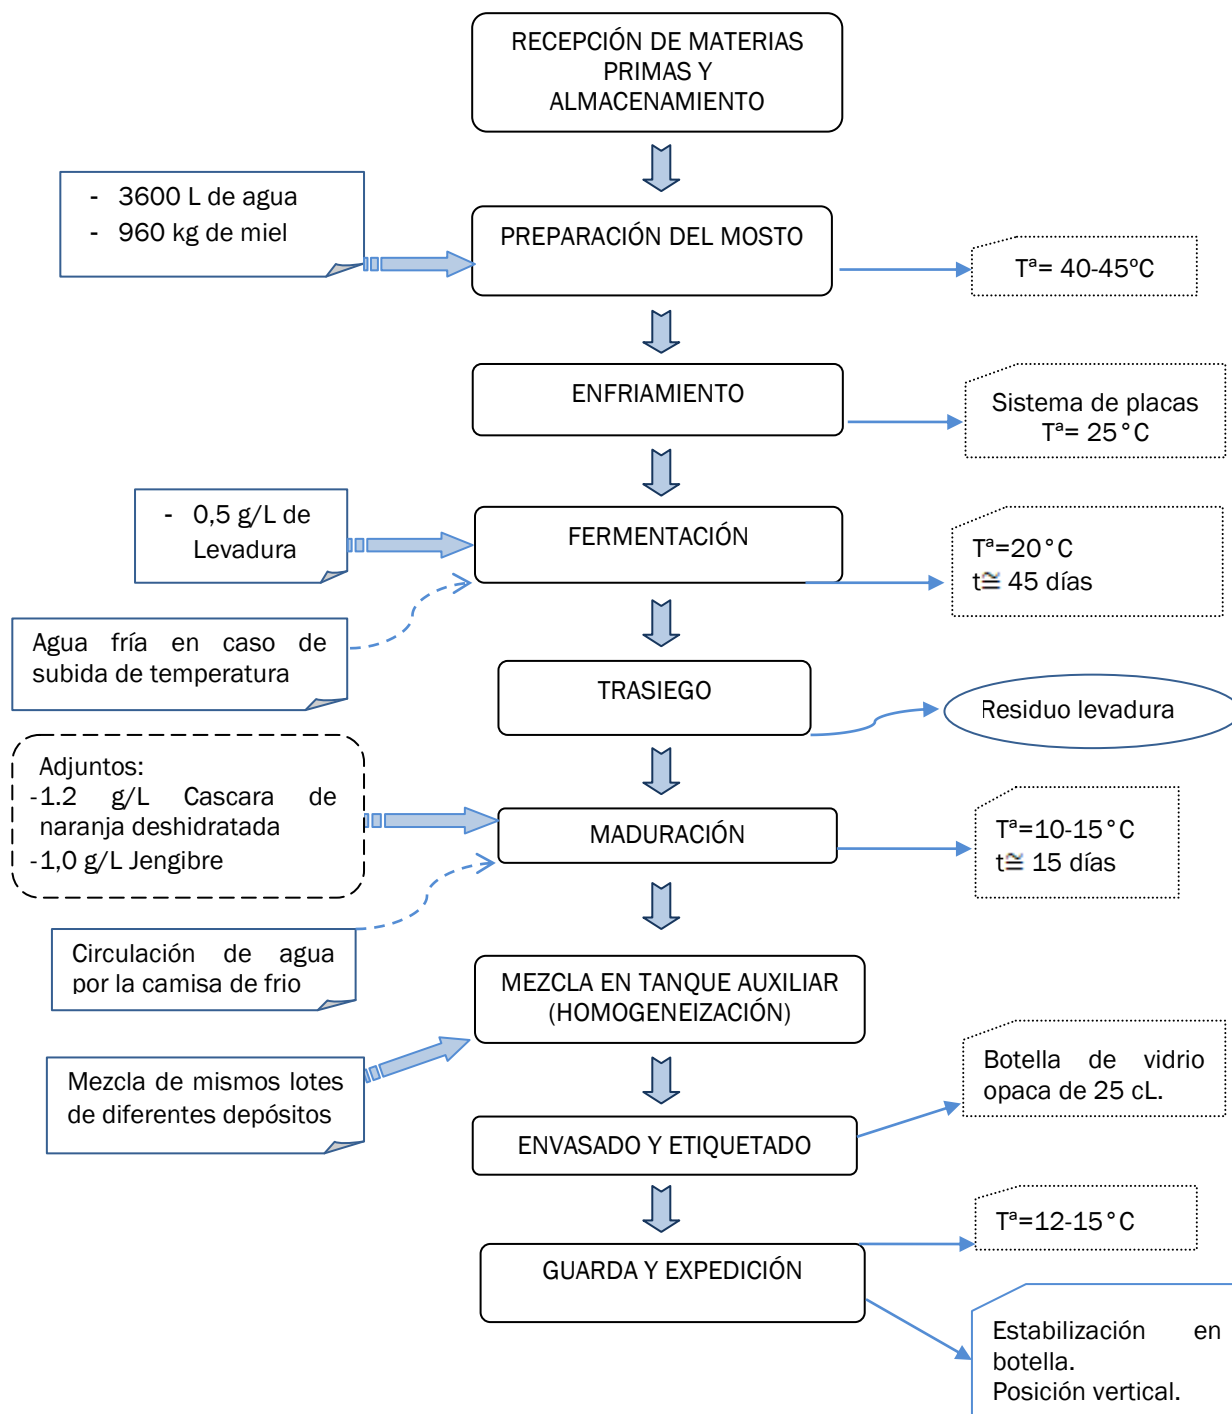 RECEPCIÓN DE MATERIAS
PRIMAS Y
ALMACENAMIENTO
- 3600 L de agua
- 960 kg de miel
PREPARACIÓN DEL MOSTO
Tª= 40-45ºC
ENFRIAMIENTO
Sistema de placas
Tª= 25°C
- 0,5 g/L de
Levadura
FERMENTACIÓN
Tª=20°C
t≅ 45 días
Agua fría en caso de
subida de temperatura
TRASIEGO
Residuo levadura
Adjuntos:
-1.2 g/L Cascara de
naranja deshidratada
-1,0 g/L Jengibre
MADURACIÓN
Tª=10-15°C
t≅ 15 días
Circulación de agua
por la camisa de frio
MEZCLA EN TANQUE AUXILIAR
(HOMOGENEIZACIÓN)
Mezcla de mismos lotes
de diferentes depósitos
Botella de vidrio
opaca de 25 cL.
ENVASADO Y ETIQUETADO
Tª=12-15°C
GUARDA Y EXPEDICIÓN
Estabilización en
botella.
Posición vertical.